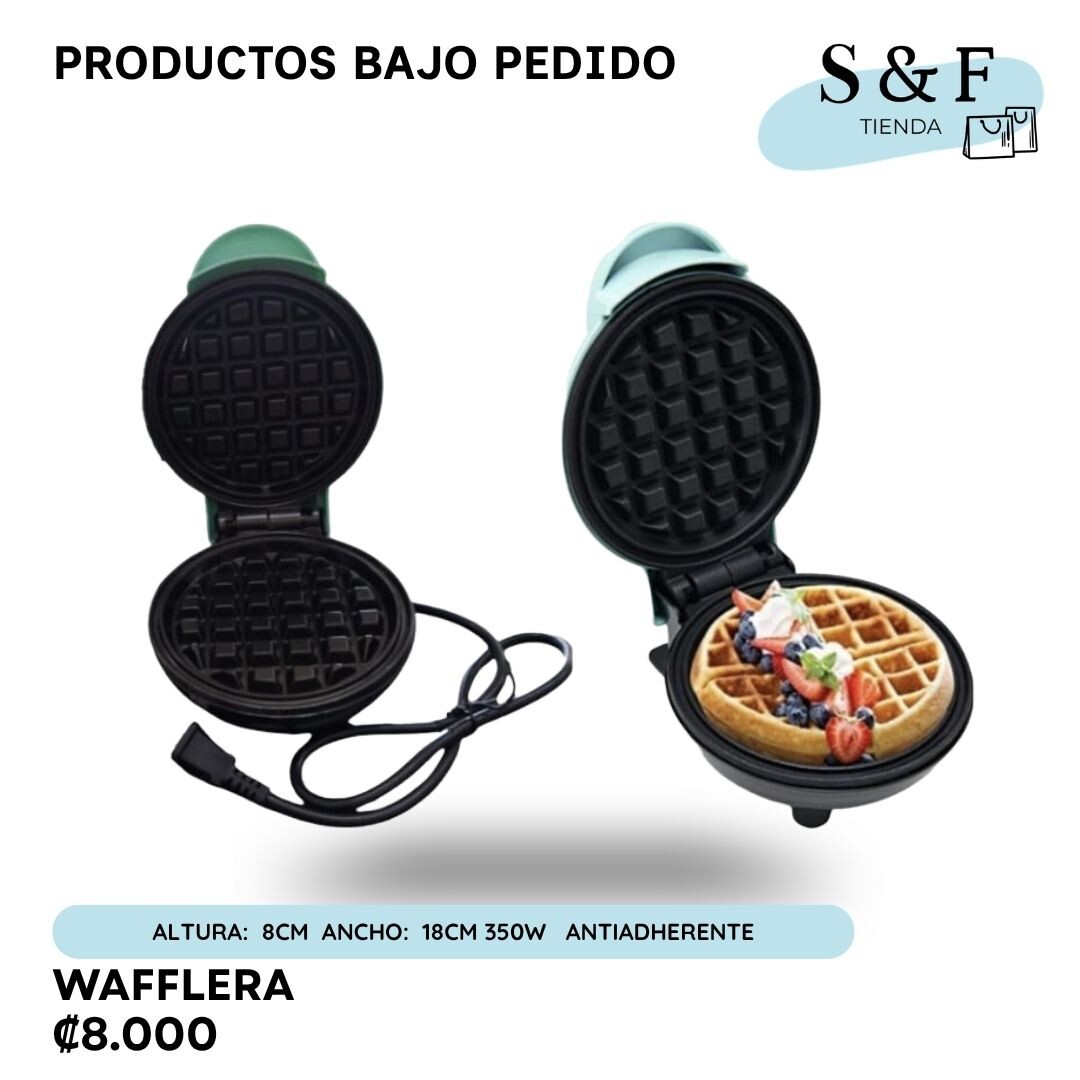 PRODUCTOS BAJO PEDIDO
S & F
TIENDA
ALTURA: 8CM ANCHO: 18CM 350W ANTIADHERENTE
WAFFLERA
₡8.000